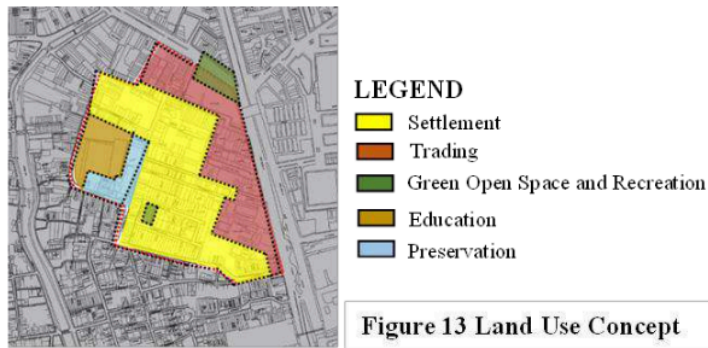 LEGEND
Settlement
Trading
Green Open Space and Recreation
Education
Preservation
Figure 13 Land Use Concept